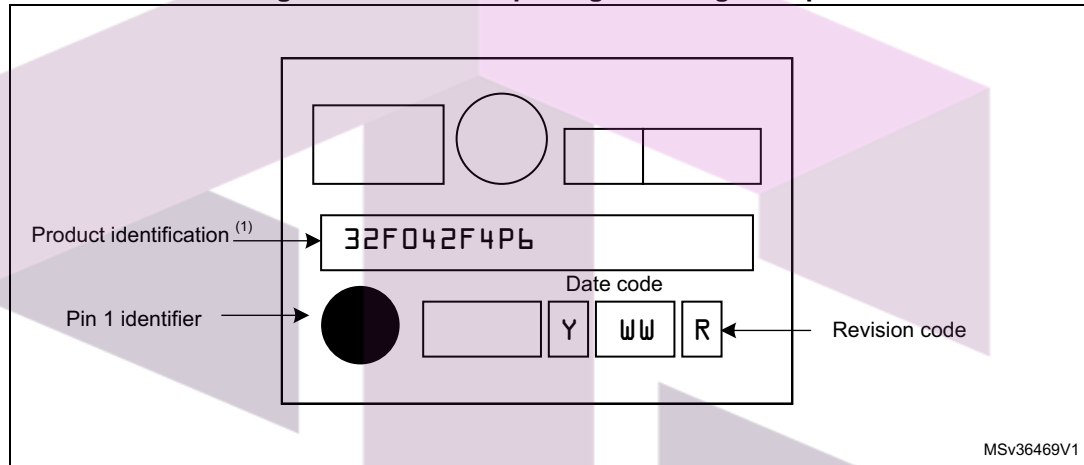 Product identification (1)
32F042F4P6
Date code
Pin 1 identifier
Y WW R
Revision code
MSv36469V1